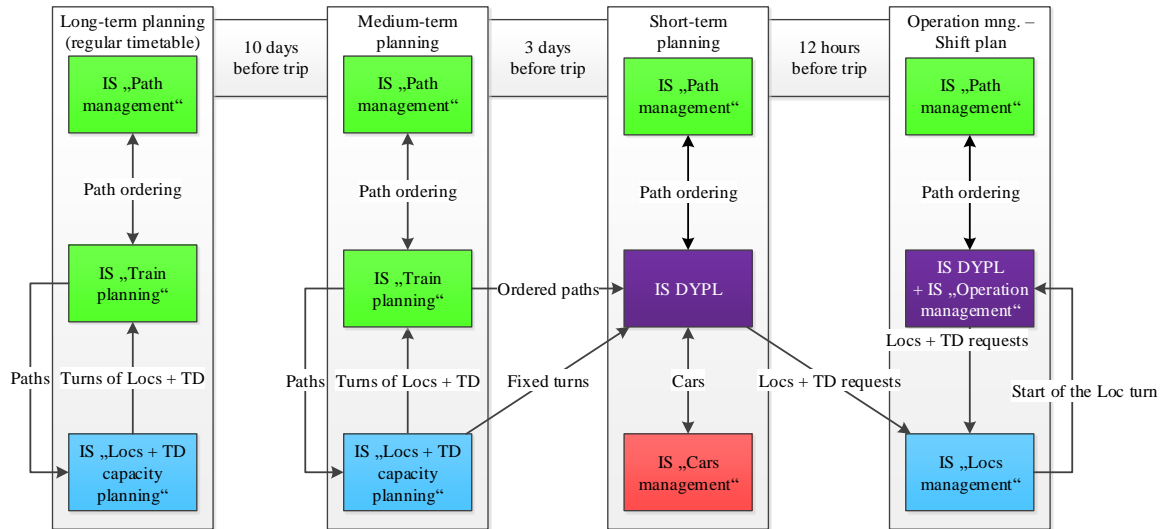 Long-term planning
(regular timetable)
10 days
before trip
Medium-term
planning
3 days
before trip
Short-term
planning
12 hours
before trip
Operation mng. –
Shift plan
IS „Path
management“
IS „Path
management“
IS „Path
management“
IS „Path
management“
Path ordering
Path ordering
Path ordering
Path ordering
IS „Train
planning“
IS „Train
planning“
Ordered paths
IS DYPL
IS DYPL
+ IS „Operation
management“
Locs + TD requests
Paths
Turns of Locs + TD
Paths
Turns of Locs + TD
Fixed turns
Cars
Locs + TD requests
Start of the Loc turn
IS „Locs + TD
capacity
planning“
IS „Locs + TD
capacity
planning“
IS „Cars
management“
IS „Locs
management“